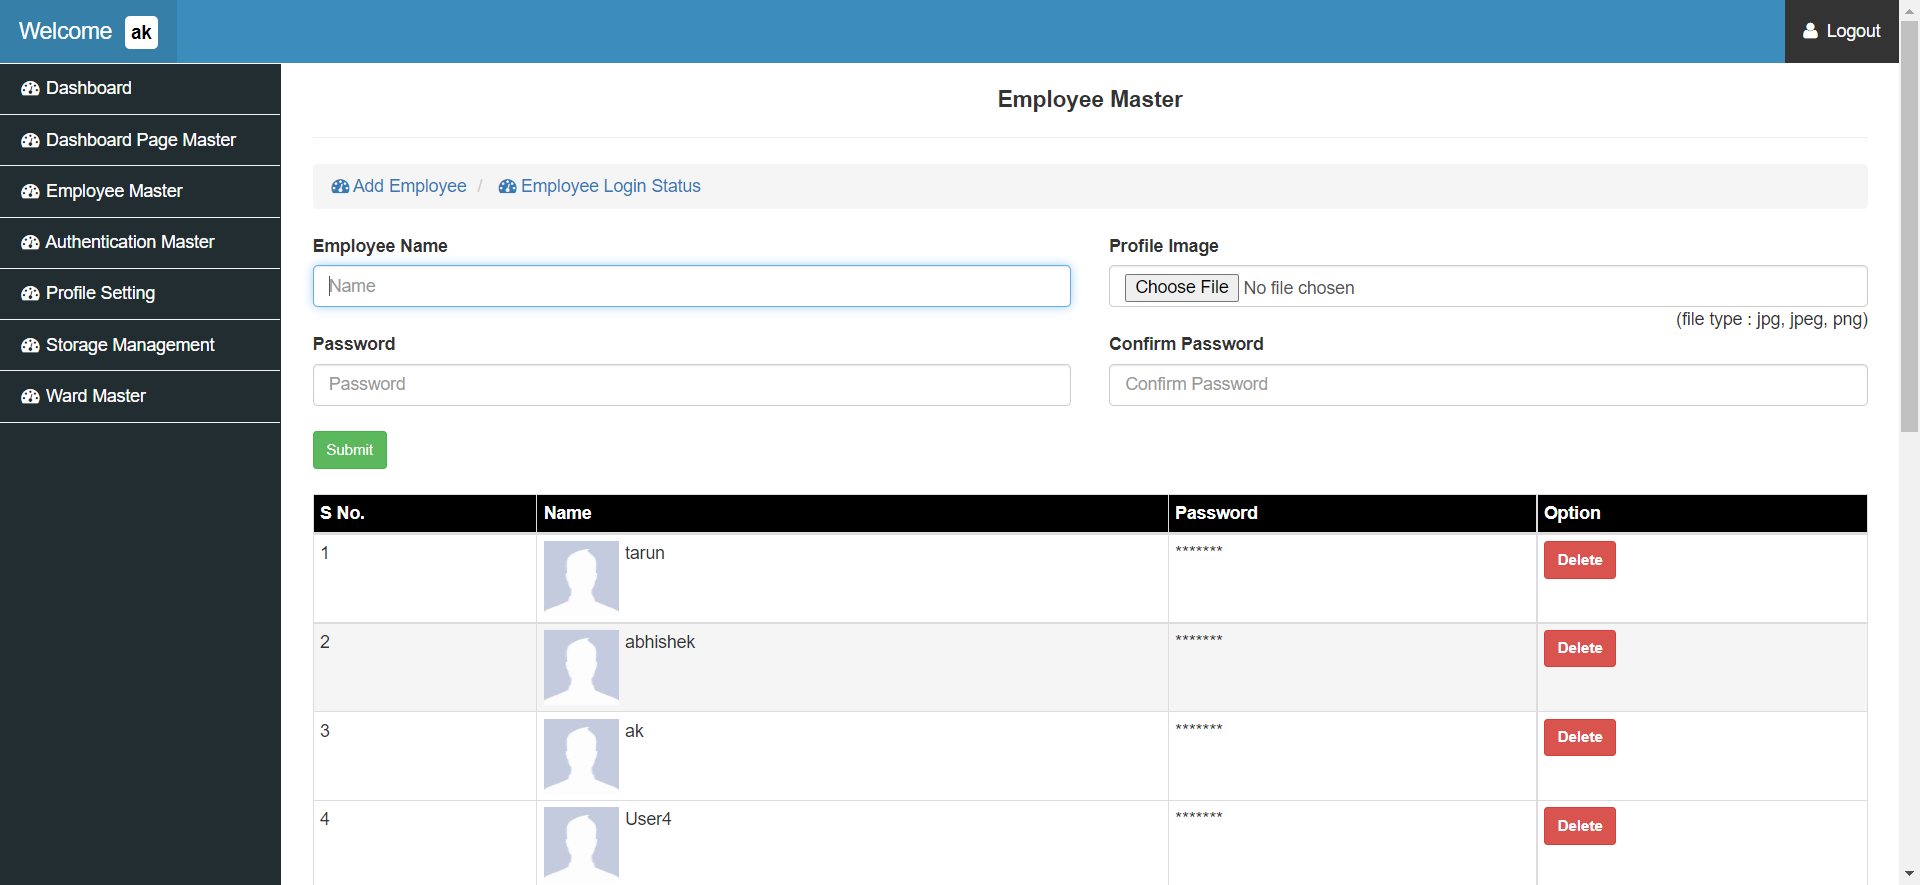 Welcome ak
Logout
Dashboard
Dashboard Page Master
Employee Master
Authentication Master
Profile Setting
Storage Management
Ward Master
Employee Master
Add Employee / Employee Login Status
Employee Name
Name
Profile Image
Choose File No file chosen
(file type : jpg, jpeg, png)
Password
Password
Confirm Password
Confirm Password
Submit
S No. Name Password Option
1 tarun ******* Delete
2 abhishek ******* Delete
3 ak ******* Delete
4 User4 ******* Delete